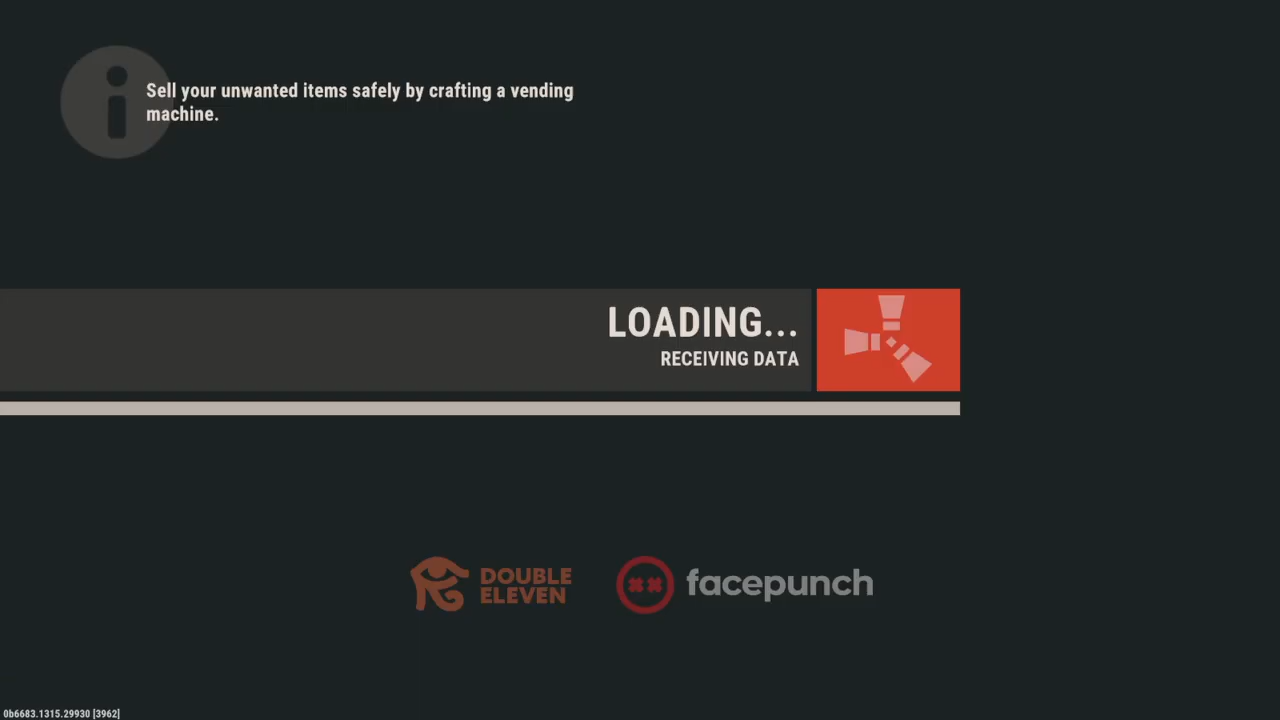 Sell your unwanted items safely by crafting a vending
machine.
LOADING...
RECEIVING DATA
DOUBLE
ELEVEN
facepunch
0b6683.1315.29930 [3962]